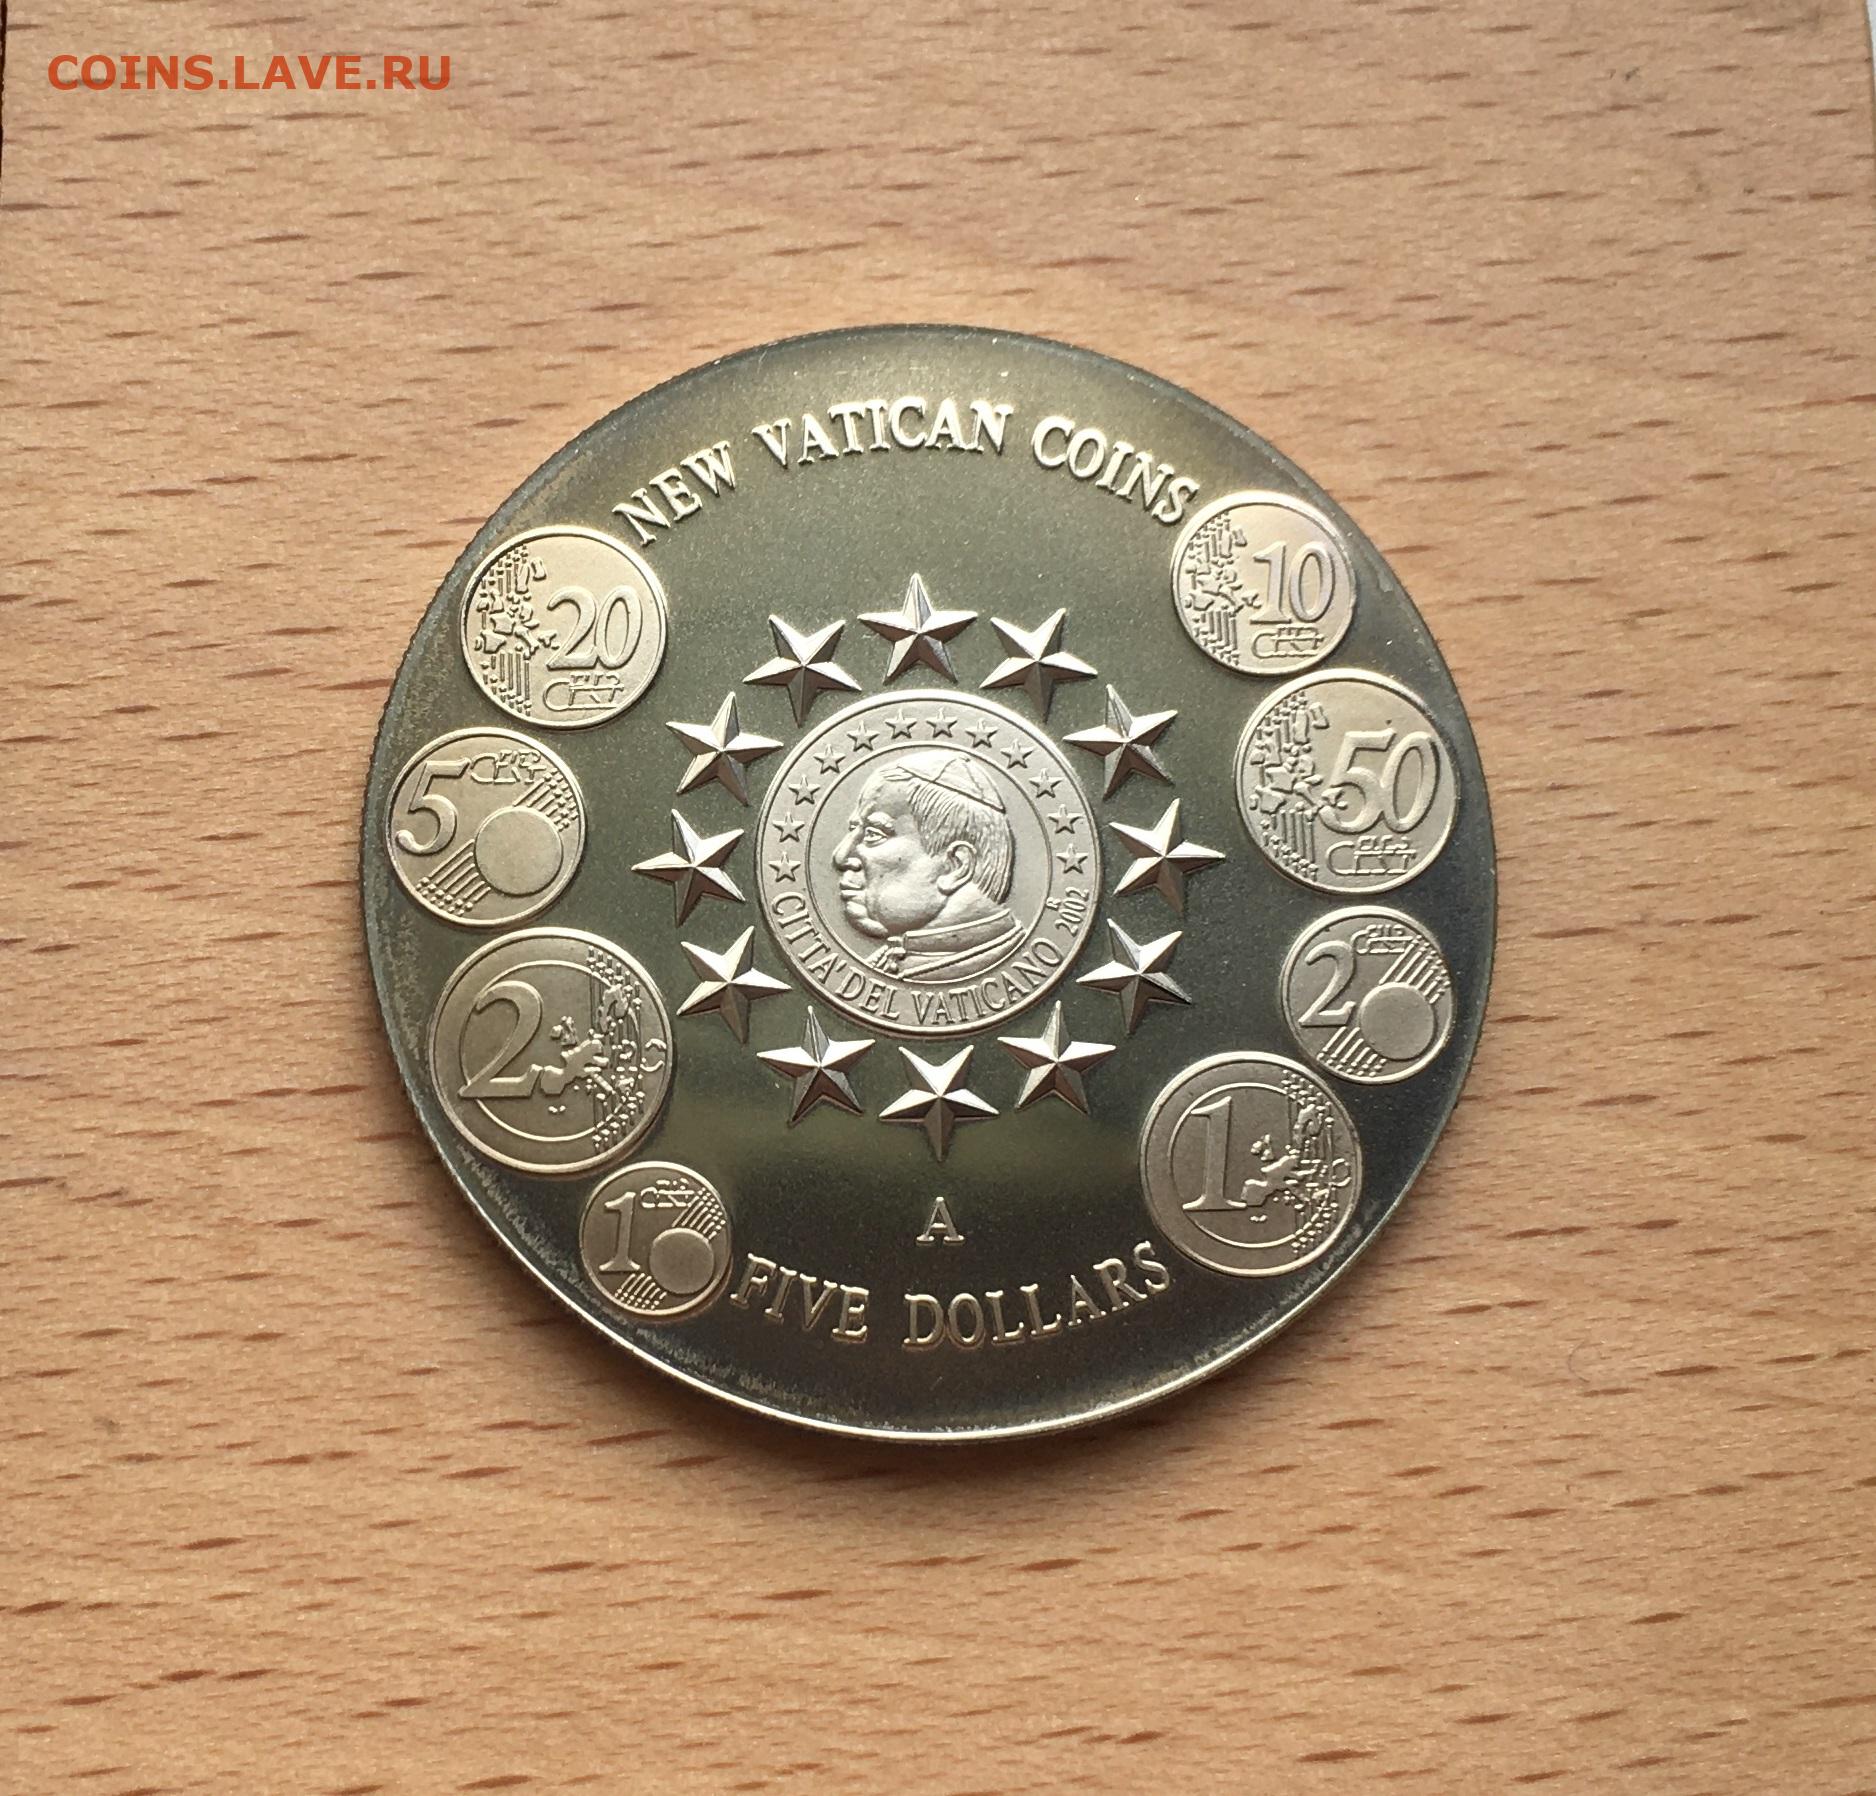 COINS.LAVE.RU
NEW VATICAN COINS
20
10
5
50
2
2
1
1
CITTA' DEL VATICANO 2002
R
A
FIVE DOLLARS